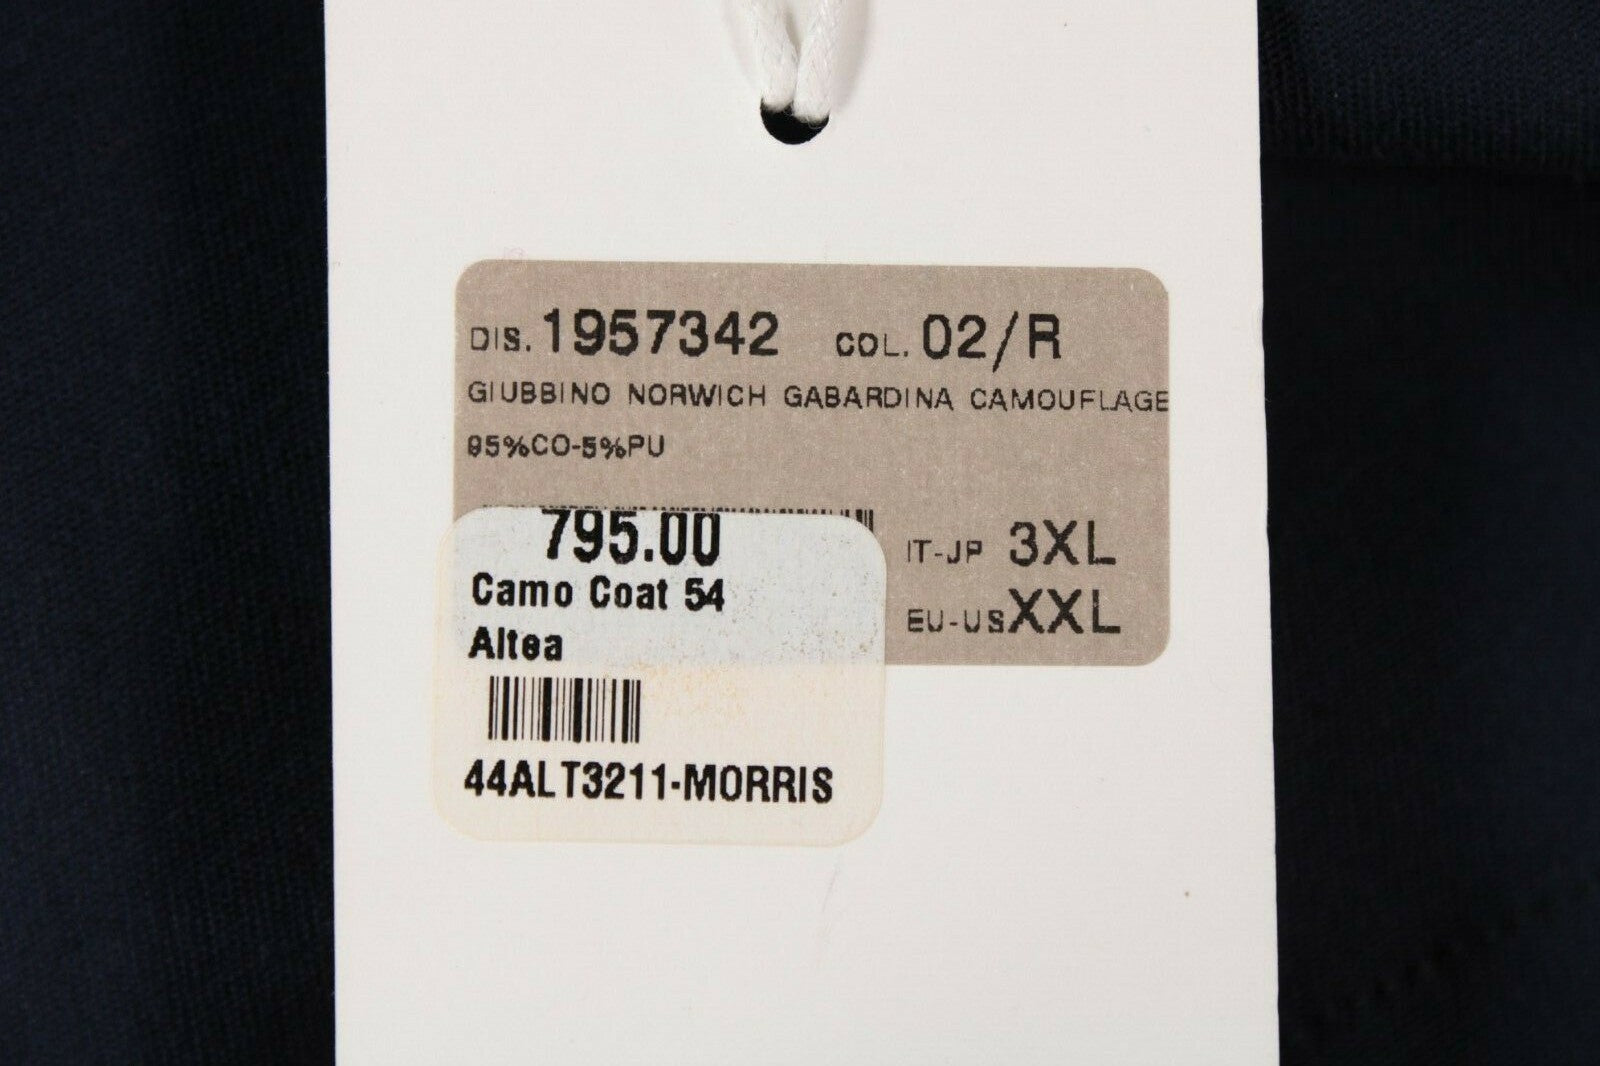 DIS. 1957342 COL. 02/R
GIUBBINO NORWICH GABARDINA CAMOUFLAGE
95%CO-5%PU
IT-JP 3XL
EU-US XXL
795.00
Camo Coat 54
Altea
44ALT3211-MORRIS